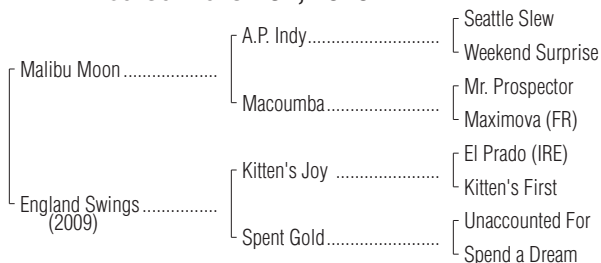 A.P. Indy
Seattle Slew
Weekend Surprise
Malibu Moon
Macoumba
Mr. Prospector
Maximova (FR)
England Swings
(2009)
Kitten's Joy
El Prado (IRE)
Kitten's First
Spent Gold
Unaccounted For
Spend a Dream